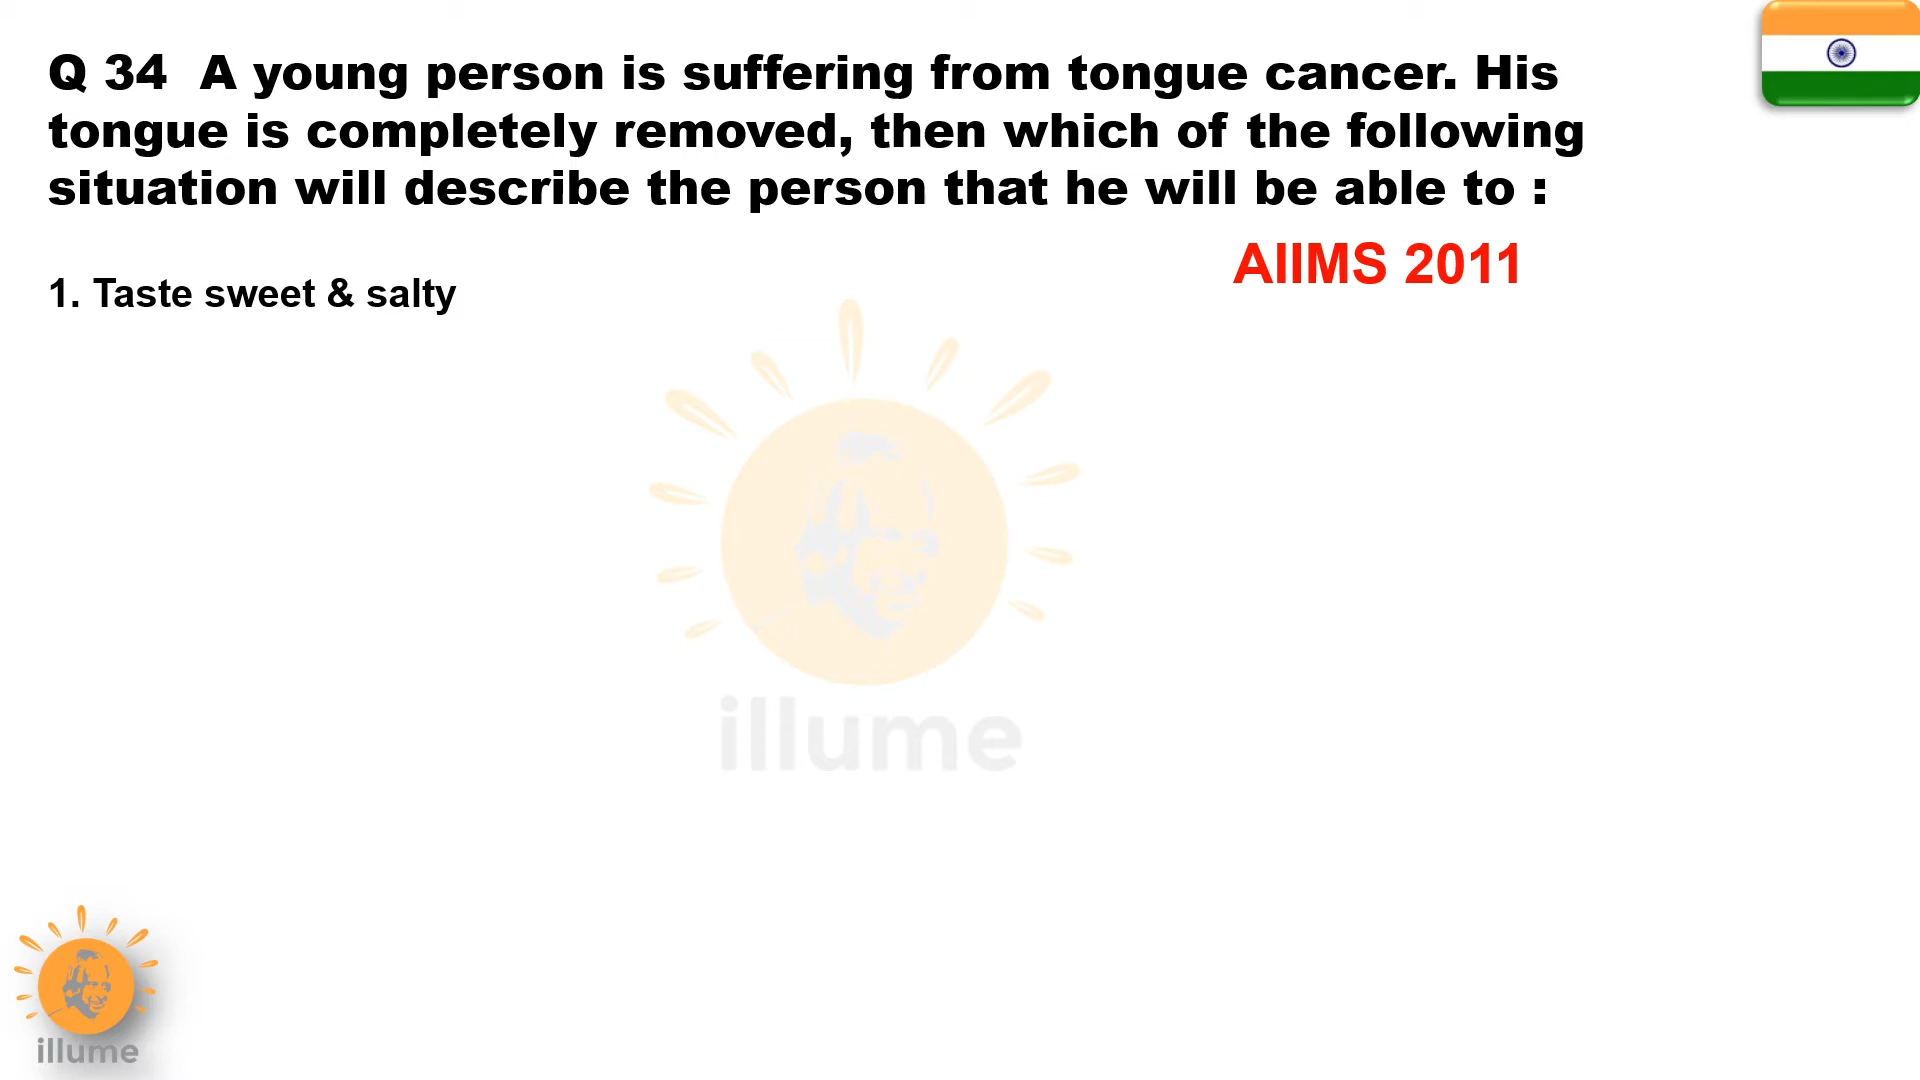 Q 34 A young person is suffering from tongue cancer. His
tongue is completely removed, then which of the following
situation will describe the person that he will be able to :
AIIMS 2011
1. Taste sweet & salty
illume
illume